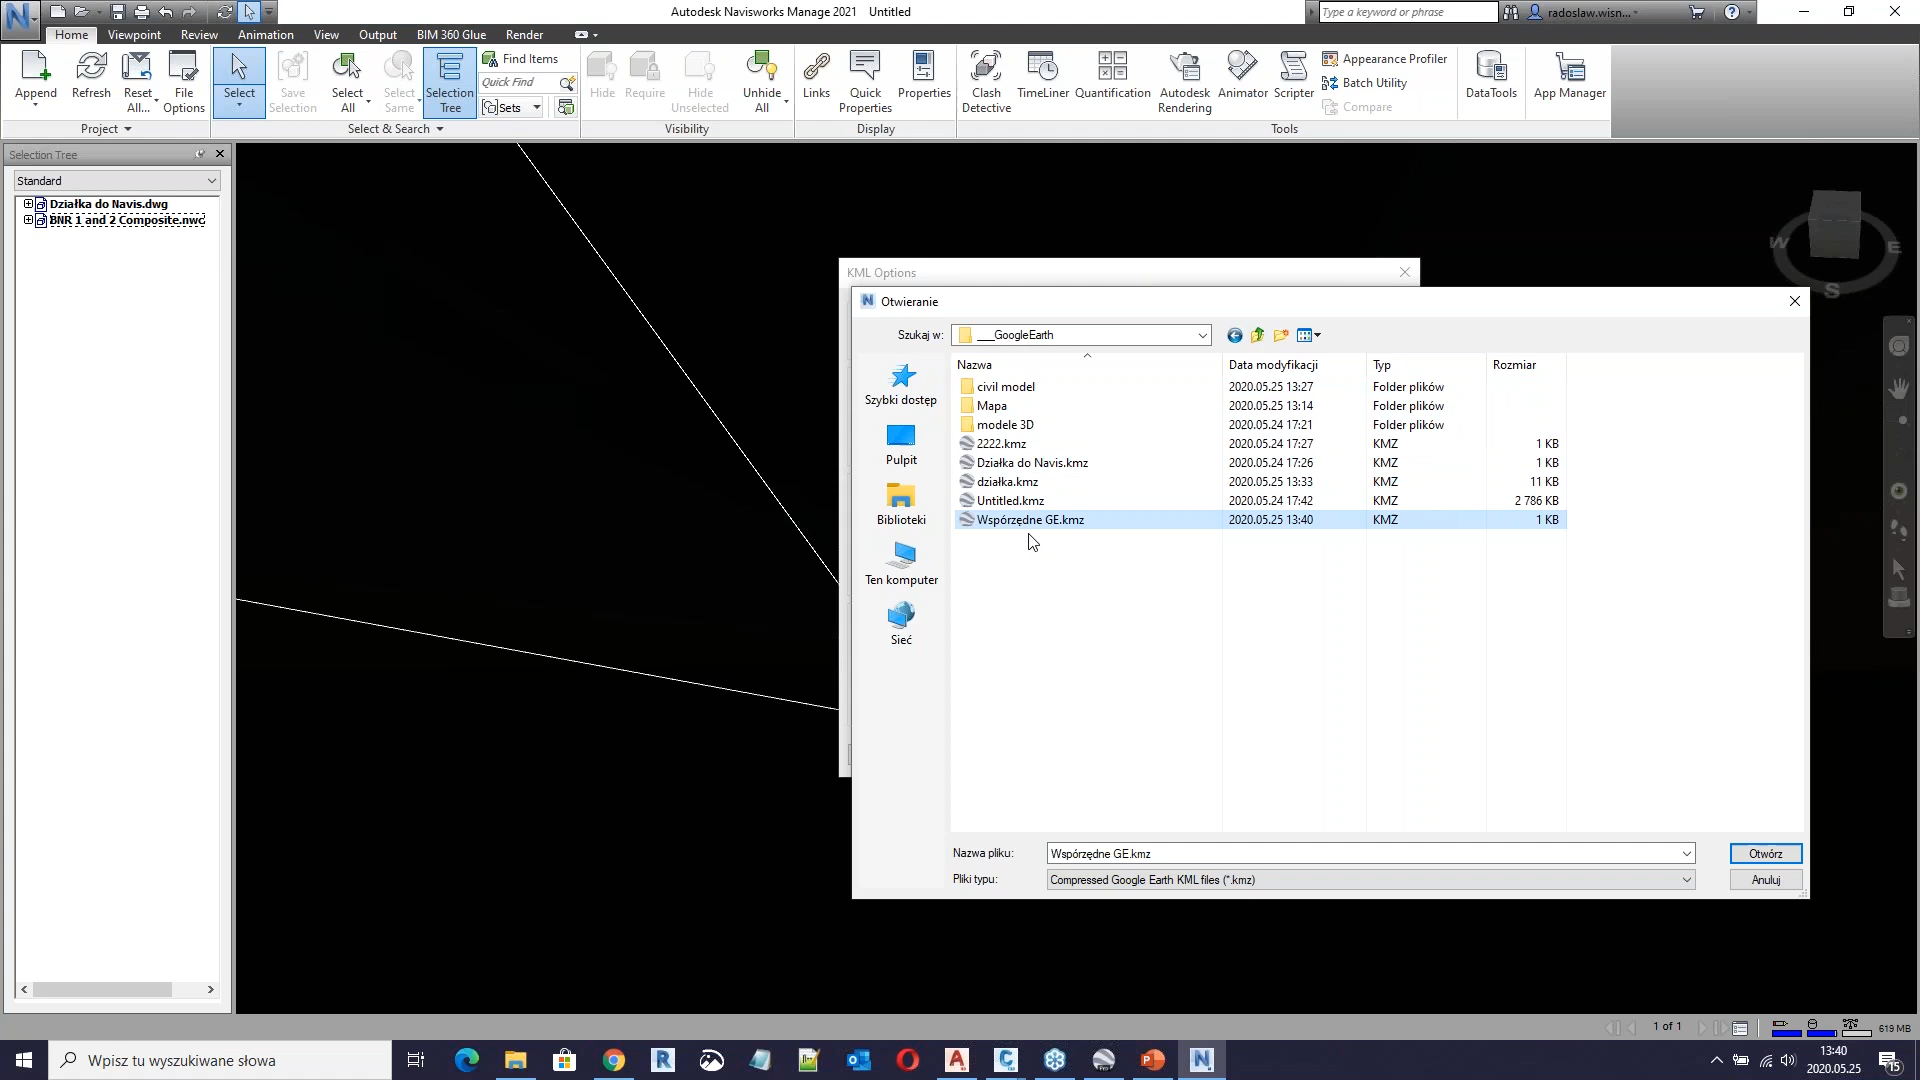 Autodesk Navisworks Manage 2021 Untitled
Type a keyword or phrase
radoslaw.wisn...
Home Viewpoint Review Animation View Output BIM 360 Glue Render
Append
Refresh
Reset All...
File Options
Select
Save Selection
Select All
Select Same
Selection Tree
Find Items
Quick Find
Sets
Hide
Require
Hide Unselected
Unhide All
Links
Quick Properties
Properties
Clash Detective
TimeLiner
Quantification
Autodesk Rendering
Animator
Scripter
Appearance Profiler
Batch Utility
Compare
DataTools
App Manager
Project
Select & Search
Visibility
Display
Tools
Selection Tree
Standard
Działka do Navis.dwg
BNR 1 and 2 Composite.nwc
W
E
S
KML Options
Otwieranie
Szukaj w: ___GoogleEarth
Nazwa Data modyfikacji Typ Rozmiar
civil model 2020.05.25 13:27 Folder plików
Mapa 2020.05.25 13:14 Folder plików
modele 3D 2020.05.24 17:21 Folder plików
2222.kmz 2020.05.24 17:27 KMZ 1 KB
Działka do Navis.kmz 2020.05.24 17:26 KMZ 1 KB
działka.kmz 2020.05.25 13:33 KMZ 11 KB
Untitled.kmz 2020.05.24 17:42 KMZ 2 786 KB
Wspórzędne GE.kmz 2020.05.25 13:40 KMZ 1 KB
Szybki dostęp
Pulpit
Biblioteki
Ten komputer
Sieć
Nazwa pliku: Wspórzędne GE.kmz Otwórz
Pliki typu: Compressed Google Earth KML files (*.kmz) Anuluj
1 of 1
619 MB
Wpisz tu wyszukiwane słowa
13:40
2020.05.25
15